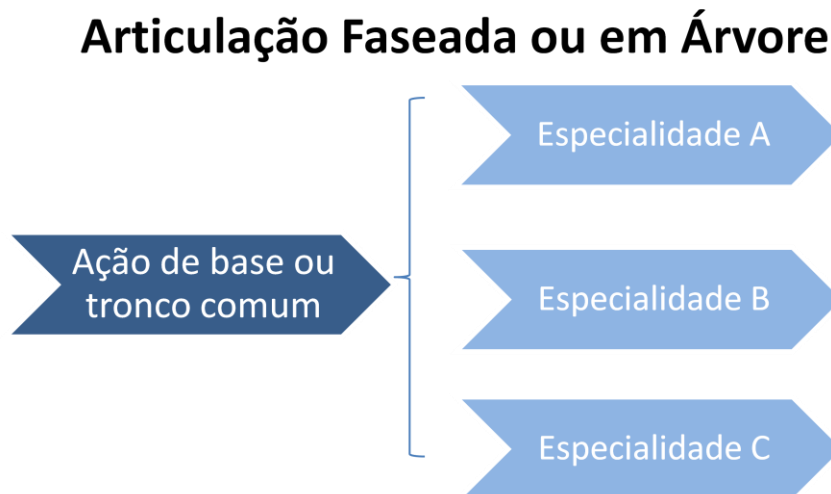 Articulação Faseada ou em Árvore
Especialidade A
Ação de base ou
tronco comum
Especialidade B
Especialidade C